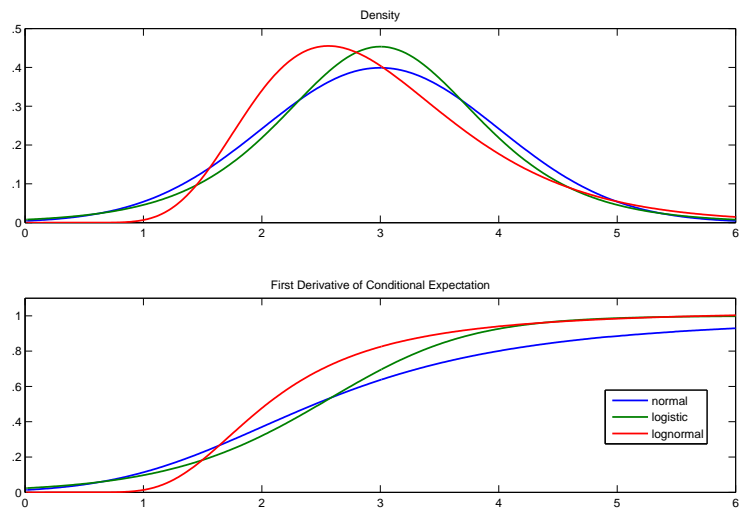 Density
.5
.4
.3
.2
.1
0
0 1 2 3 4 5 6
First Derivative of Conditional Expectation
1
.8
.6
.4
.2
0
0 1 2 3 4 5 6
normal
logistic
lognormal